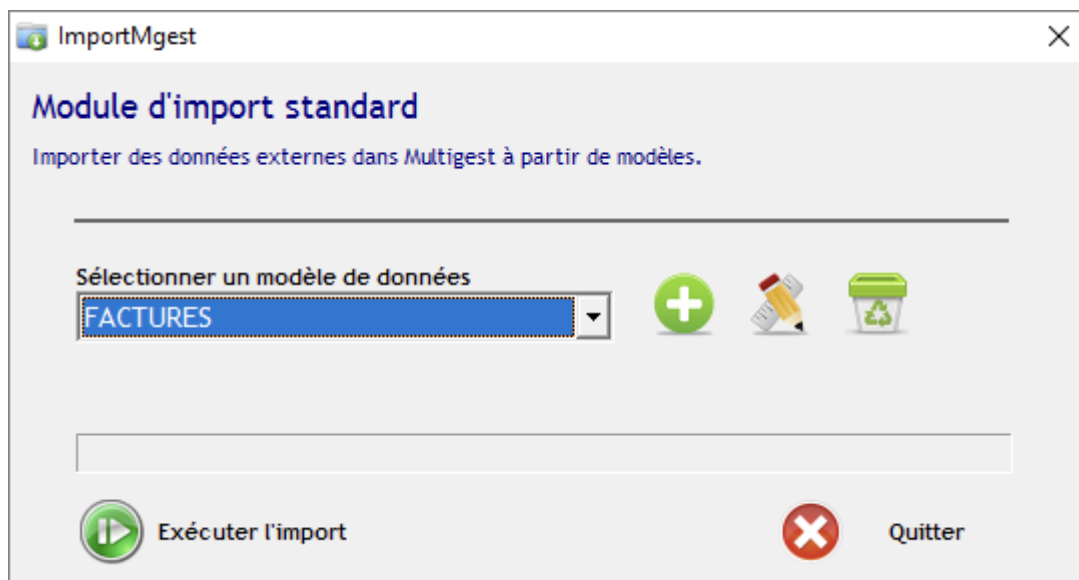 ImportMgest
Module d'import standard
Importer des données externes dans Multigest à partir de modèles.
Sélectionner un modèle de données
FACTURES
Exécuter l'import
Quitter